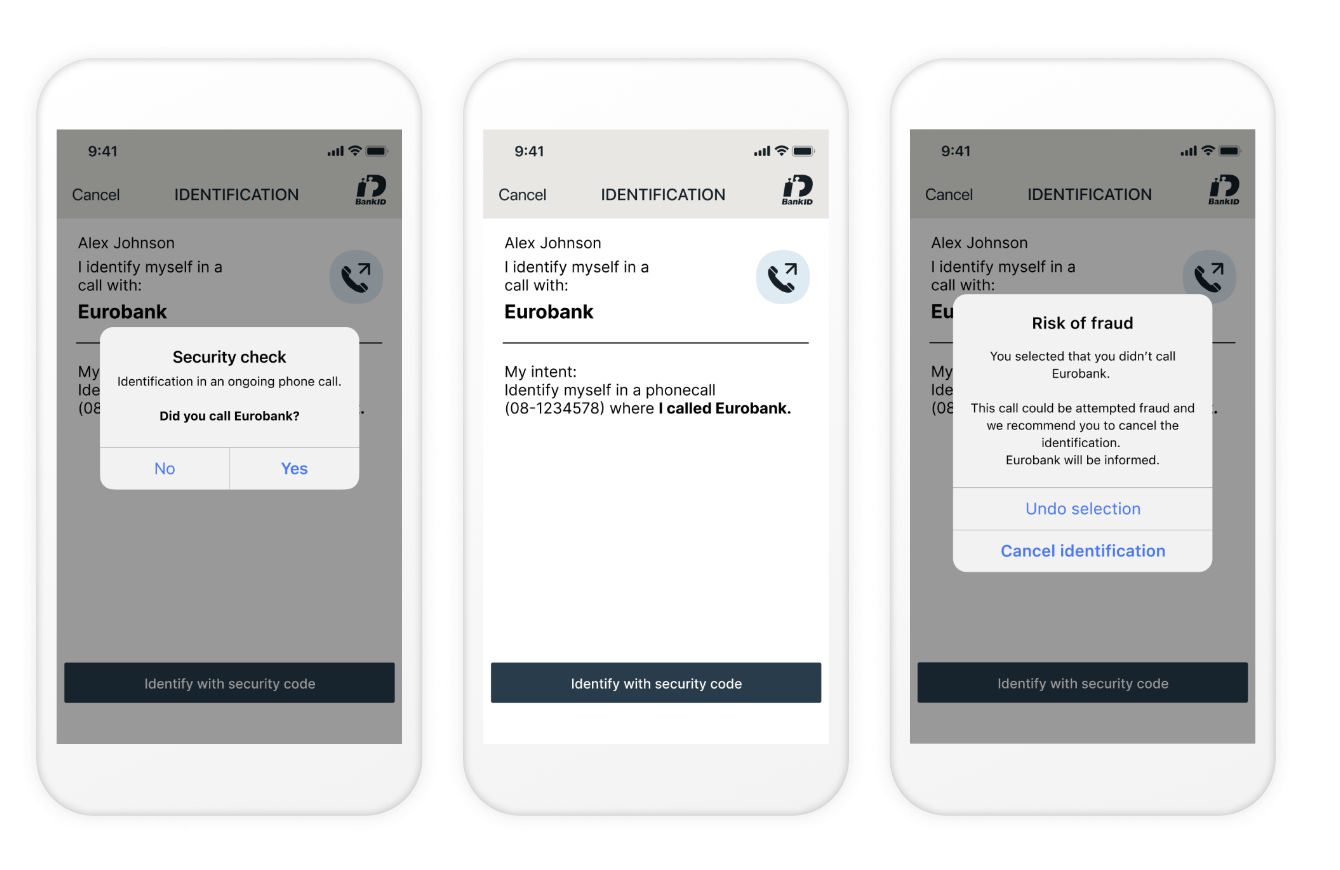 9:41
Cancel
IDENTIFICATION
BankID
Alex Johnson
I identify myself in a
call with:
Eurobank
My
Ide
(08
.
Security check
Identification in an ongoing phone call.
Did you call Eurobank?
No
Yes
Identify with security code
9:41
Cancel
IDENTIFICATION
BankID
Alex Johnson
I identify myself in a
call with:
Eurobank
My intent:
Identify myself in a phonecall
(08-1234578) where I called Eurobank.
Identify with security code
9:41
Cancel
IDENTIFICATION
BankID
Alex Johnson
I identify myself in a
call with:
Eu
My
Ide
(08
.
Risk of fraud
You selected that you didn’t call
Eurobank.
This call could be attempted fraud and
we recommend you to cancel the
identification.
Eurobank will be informed.
Undo selection
Cancel identification
Identify with security code